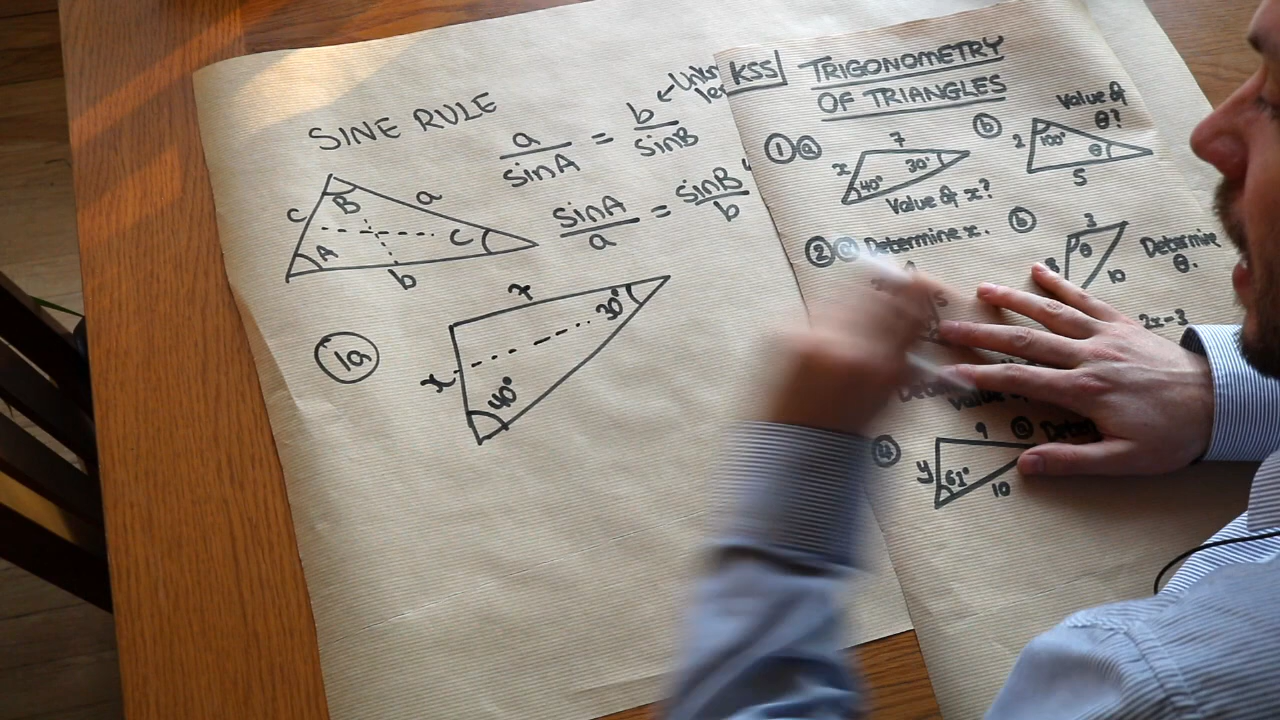 SINE RULE
a/sinA = b/sinB
sinA/a = sinB/b
c B a
A C
b
1a
7
30°
x
40°
KSS TRIGONOMETRY
OF TRIANGLES
1 a
7
x 30°
40°
Value of x?
b
Value of
θ?
2 100° θ
5
2 a Determine x.
b
3
θ
10
Determine
θ.
2x-3
value
4
9
y 61°
10
a